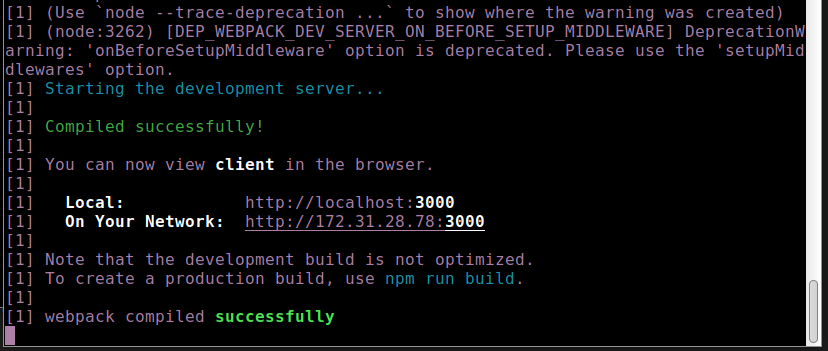 [1] (Use `node --trace-deprecation ...` to show where the warning was created)
[1] (node:3262) [DEP_WEBPACK_DEV_SERVER_ON_BEFORE_SETUP_MIDDLEWARE] DeprecationW
arning: 'onBeforeSetupMiddleware' option is deprecated. Please use the 'setupMid
dlewares' option.
[1] Starting the development server...
[1]
[1] Compiled successfully!
[1]
[1] You can now view client in the browser.
[1]
[1]   Local:            http://localhost:3000
[1]   On Your Network:  http://172.31.28.78:3000
[1]
[1] Note that the development build is not optimized.
[1] To create a production build, use npm run build.
[1]
[1] webpack compiled successfully